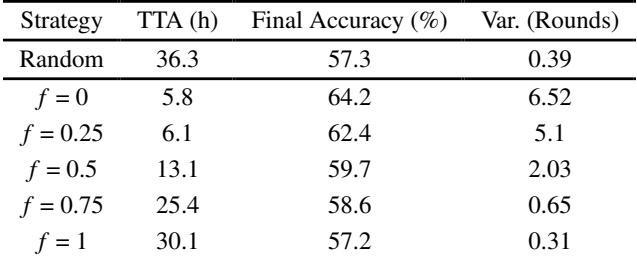 Strategy TTA (h) Final Accuracy (%) Var. (Rounds)
Random 36.3 57.3 0.39
f = 0 5.8 64.2 6.52
f = 0.25 6.1 62.4 5.1
f = 0.5 13.1 59.7 2.03
f = 0.75 25.4 58.6 0.65
f = 1 30.1 57.2 0.31